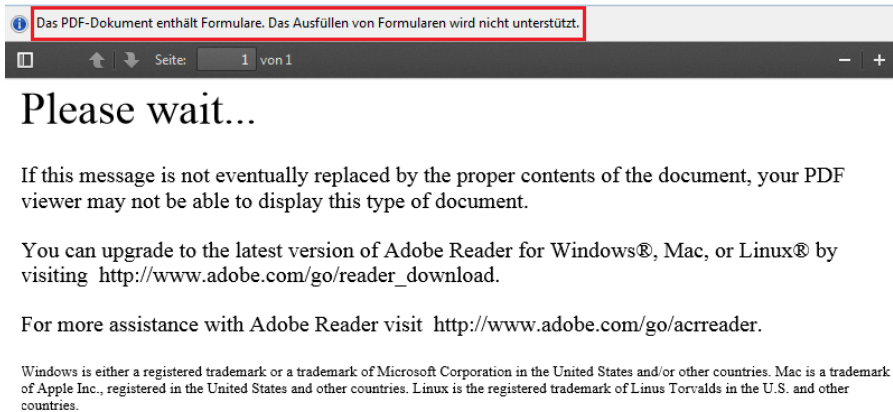 Das PDF-Dokument enthält Formulare. Das Ausfüllen von Formularen wird nicht unterstützt.
Seite: 1 von 1
Please wait...
If this message is not eventually replaced by the proper contents of the document, your PDF
viewer may not be able to display this type of document.
You can upgrade to the latest version of Adobe Reader for Windows®, Mac, or Linux® by
visiting http://www.adobe.com/go/reader_download.
For more assistance with Adobe Reader visit http://www.adobe.com/go/acrreader.
Windows is either a registered trademark or a trademark of Microsoft Corporation in the United States and/or other countries. Mac is a trademark
of Apple Inc., registered in the United States and other countries. Linux is the registered trademark of Linus Torvalds in the U.S. and other
countries.